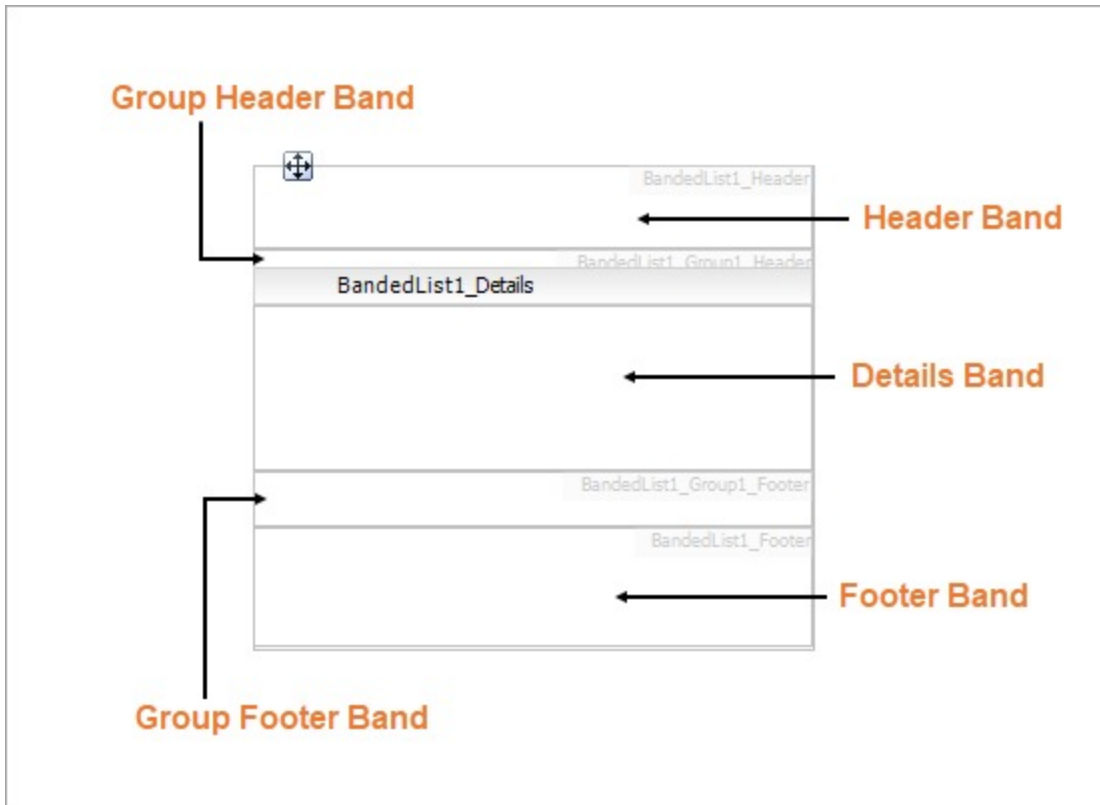 Group Header Band
BandedList1_Header
Header Band
BandedList1_Group1_Header
BandedList1_Details
Details Band
BandedList1_Group1_Footer
BandedList1_Footer
Footer Band
Group Footer Band